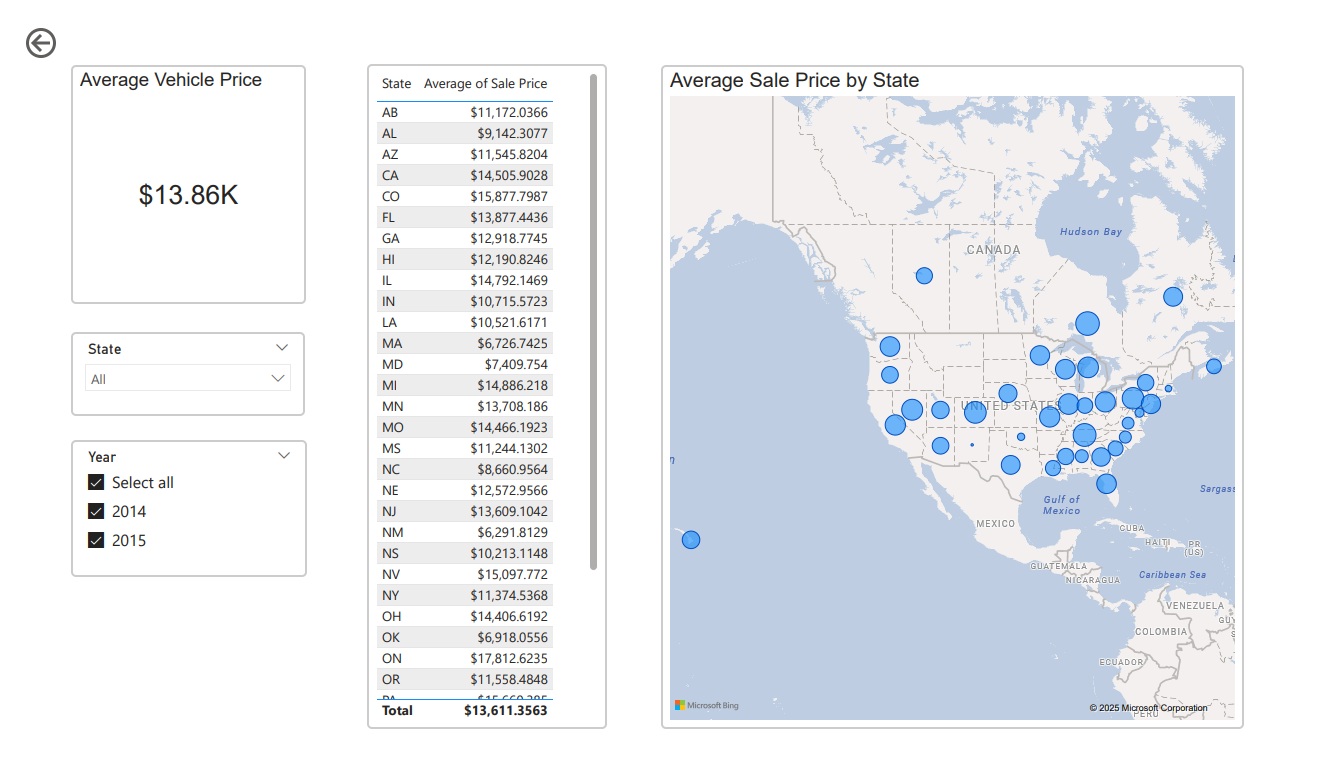 Average Vehicle Price
$13.86K
State
All
Year
Select all
2014
2015
State Average of Sale Price
AB $11,172.0366
AL $9,142.3077
AZ $11,545.8204
CA $14,505.9028
CO $15,877.7987
FL $13,877.4436
GA $12,918.7745
HI $12,190.8246
IL $14,792.1469
IN $10,715.5723
LA $10,521.6171
MA $6,726.7425
MD $7,409.754
MI $14,886.218
MN $13,708.186
MO $14,466.1923
MS $11,244.1302
NC $8,660.9564
NE $12,572.9566
NJ $13,609.1042
NM $6,291.8129
NS $10,213.1148
NV $15,097.772
NY $11,374.5368
OH $14,406.6192
OK $6,918.0556
ON $17,812.6235
OR $11,558.4848
Total $13,611.3563
Average Sale Price by State
Hudson Bay
CANADA
UNITED STATES
Sargass
Gulf of
Mexico
MEXICO
CUBA
HAITI
PR
(US)
GUATEMALA
NICARAGUA
Caribbean Sea
VENEZUELA
COLOMBIA
ECUADOR
PERU
Microsoft Bing
© 2025 Microsoft Corporation